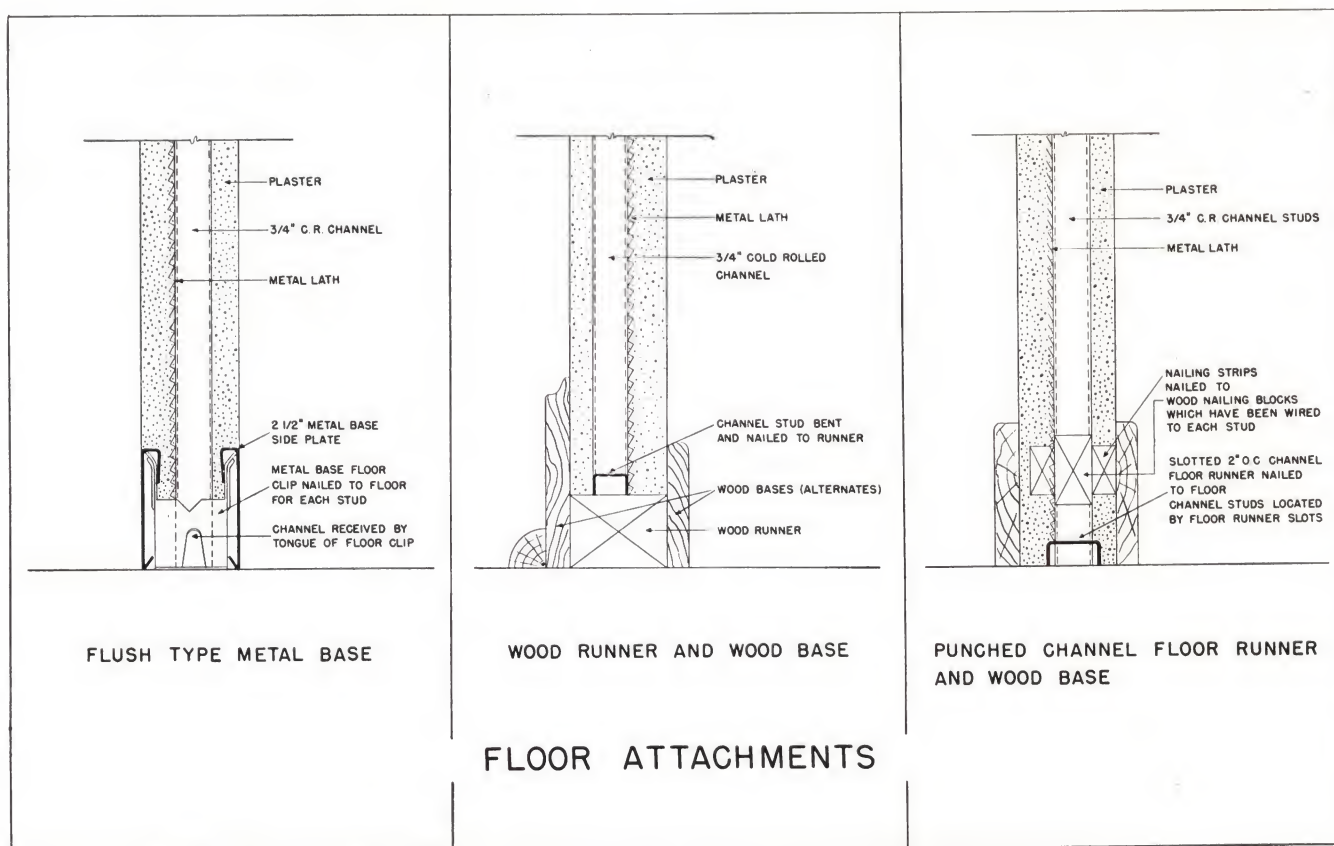 PLASTER
3/4" C.R. CHANNEL
METAL LATH
2 1/2" METAL BASE
SIDE PLATE
METAL BASE FLOOR
CLIP NAILED TO FLOOR
FOR EACH STUD
CHANNEL RECEIVED BY
TONGUE OF FLOOR CLIP
FLUSH TYPE METAL BASE
PLASTER
METAL LATH
3/4" COLD ROLLED
CHANNEL
CHANNEL STUD BENT
AND NAILED TO RUNNER
WOOD BASES (ALTERNATES)
WOOD RUNNER
WOOD RUNNER AND WOOD BASE
PLASTER
3/4" C.R. CHANNEL STUDS
METAL LATH
NAILING STRIPS
NAILED TO
WOOD NAILING BLOCKS
WHICH HAVE BEEN WIRED
TO EACH STUD
SLOTTED 2" O.C CHANNEL
FLOOR RUNNER NAILED
TO FLOOR
CHANNEL STUDS LOCATED
BY FLOOR RUNNER SLOTS
PUNCHED CHANNEL FLOOR RUNNER
AND WOOD BASE
FLOOR ATTACHMENTS